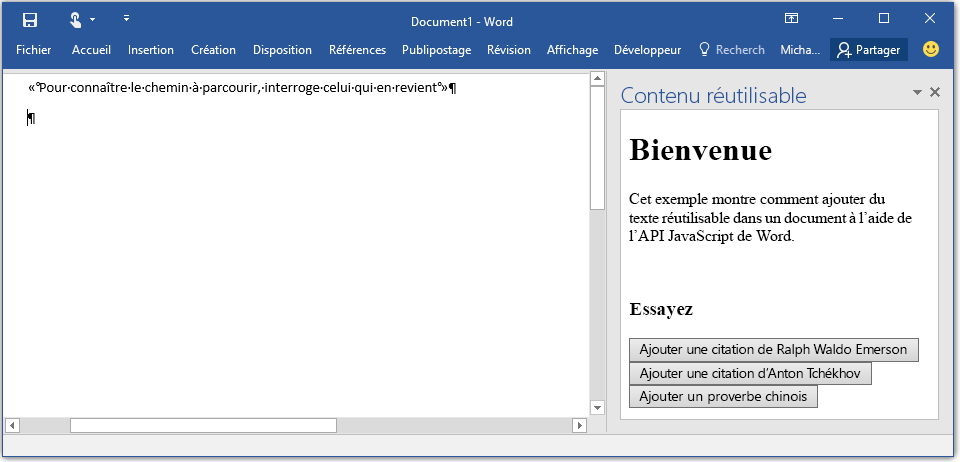 Document1 - Word
Fichier Accueil Insertion Création Disposition Références Publipostage Révision Affichage Développeur Recherch Micha... Partager
«°Pour·connaître·le·chemin·à·parcourir,·interroge·celui·qui·en·revient°»¶
¶
Contenu réutilisable
Bienvenue
Cet exemple montre comment ajouter du
texte réutilisable dans un document à l’aide de
l’API JavaScript de Word.
Essayez
Ajouter une citation de Ralph Waldo Emerson
Ajouter une citation d’Anton Tchékhov
Ajouter un proverbe chinois